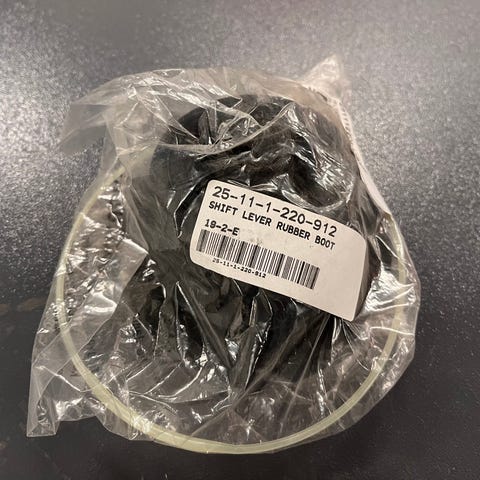 25-11-1-220-912
SHIFT LEVER RUBBER BOOT
19-2-E
25-11-1-220-912